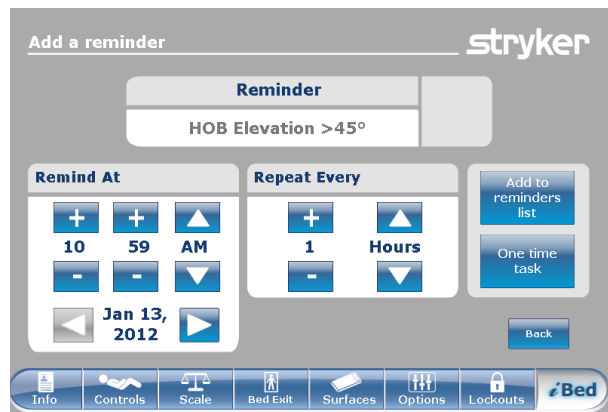 Add a reminder
stryker
Reminder
HOB Elevation >45°
Remind At
+ + 
10 59 AM
- -
Jan 13,
2012
Repeat Every
+
1 Hours
-
Add to
reminders
list
One time
task
Back
Info Controls Scale Bed Exit Surfaces Options Lockouts iBed